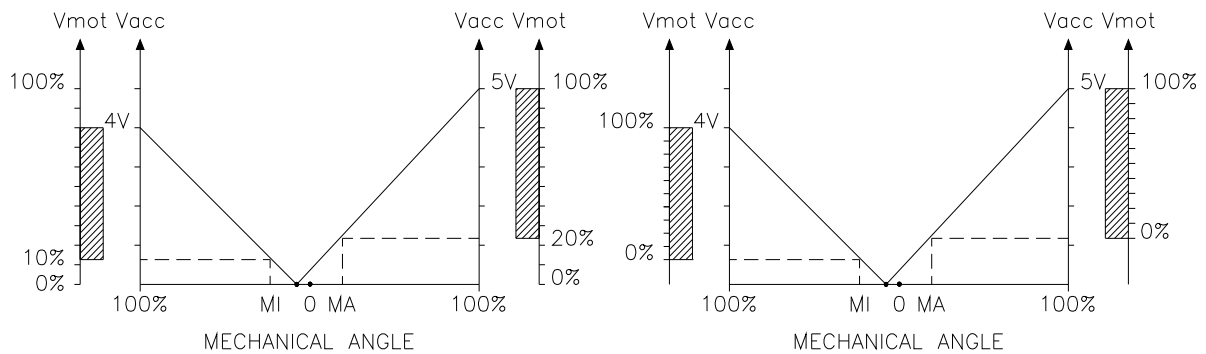 Vmot Vacc Vacc Vmot Vmot Vacc Vacc Vmot
100% 5V 100% 5V 100%
4V 100% 4V
20% 0%
10% 0%
0% 0%
100% MI 0 MA 100% 100% MI 0 MA 100%
MECHANICAL ANGLE MECHANICAL ANGLE